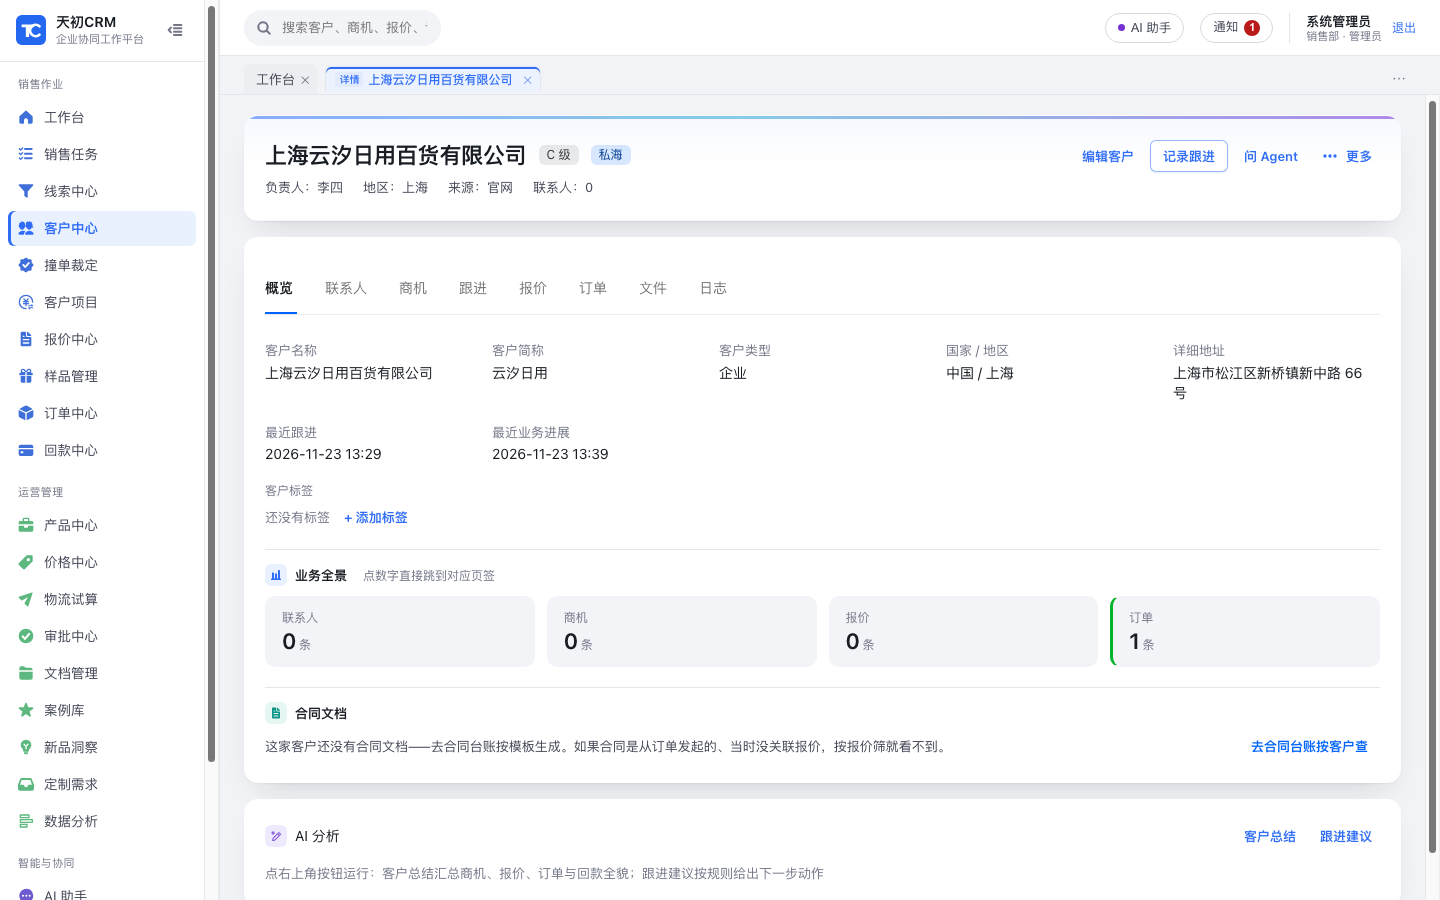 天初CRM
企业协同工作平台
销售作业
工作台
销售任务
线索中心
客户中心
撞单裁定
客户项目
报价中心
样品管理
订单中心
回款中心
运营管理
产品中心
价格中心
物流试算
审批中心
文档管理
案例库
新品洞察
定制需求
数据分析
智能与协同
AI 助手
搜索客户、商机、报价、
AI 助手
通知 1
系统管理员
销售部 · 管理员
退出
工作台
详情 上海云汐日用百货有限公司
上海云汐日用百货有限公司 C 级 私海
编辑客户 记录跟进 问 Agent 更多
负责人：李四 地区：上海 来源：官网 联系人：0
概览 联系人 商机 跟进 报价 订单 文件 日志
客户名称
上海云汐日用百货有限公司
客户简称
云汐日用
客户类型
企业
国家 / 地区
中国 / 上海
详细地址
上海市松江区新桥镇新中路 66
号
最近跟进
2026-11-23 13:29
最近业务进展
2026-11-23 13:39
客户标签
还没有标签 + 添加标签
业务全景 点数字直接跳到对应页签
联系人
0 条
商机
0 条
报价
0 条
订单
1 条
合同文档
这家客户还没有合同文档——去合同台账按模板生成。如果合同是从订单发起的、当时没关联报价，按报价筛就看不到。
去合同台账按客户查
AI 分析
客户总结 跟进建议
点右上角按钮运行：客户总结汇总商机、报价、订单与回款全貌；跟进建议按规则给出下一步动作